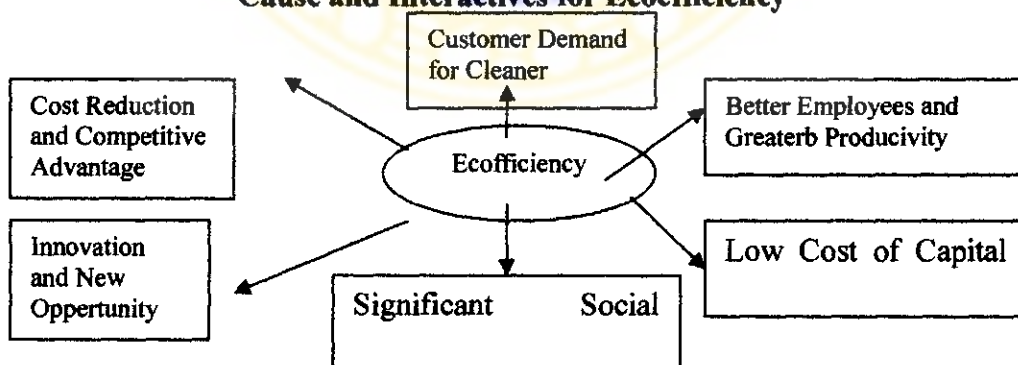 Cause and Interactives for Ecoefficiency
Customer Demand
for Cleaner
Cost Reduction
and Competitive
Advantage
Better Employees and
Greaterb Producivity
Ecofficiency
Innovation
and New
Oppertunity
Low Cost of Capital
Significant Social